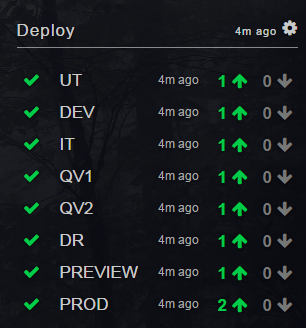 Deploy 4m ago
UT 4m ago 1 0
DEV 4m ago 1 0
IT 4m ago 1 0
QV1 4m ago 1 0
QV2 4m ago 1 0
DR 4m ago 1 0
PREVIEW 4m ago 1 0
PROD 4m ago 2 0